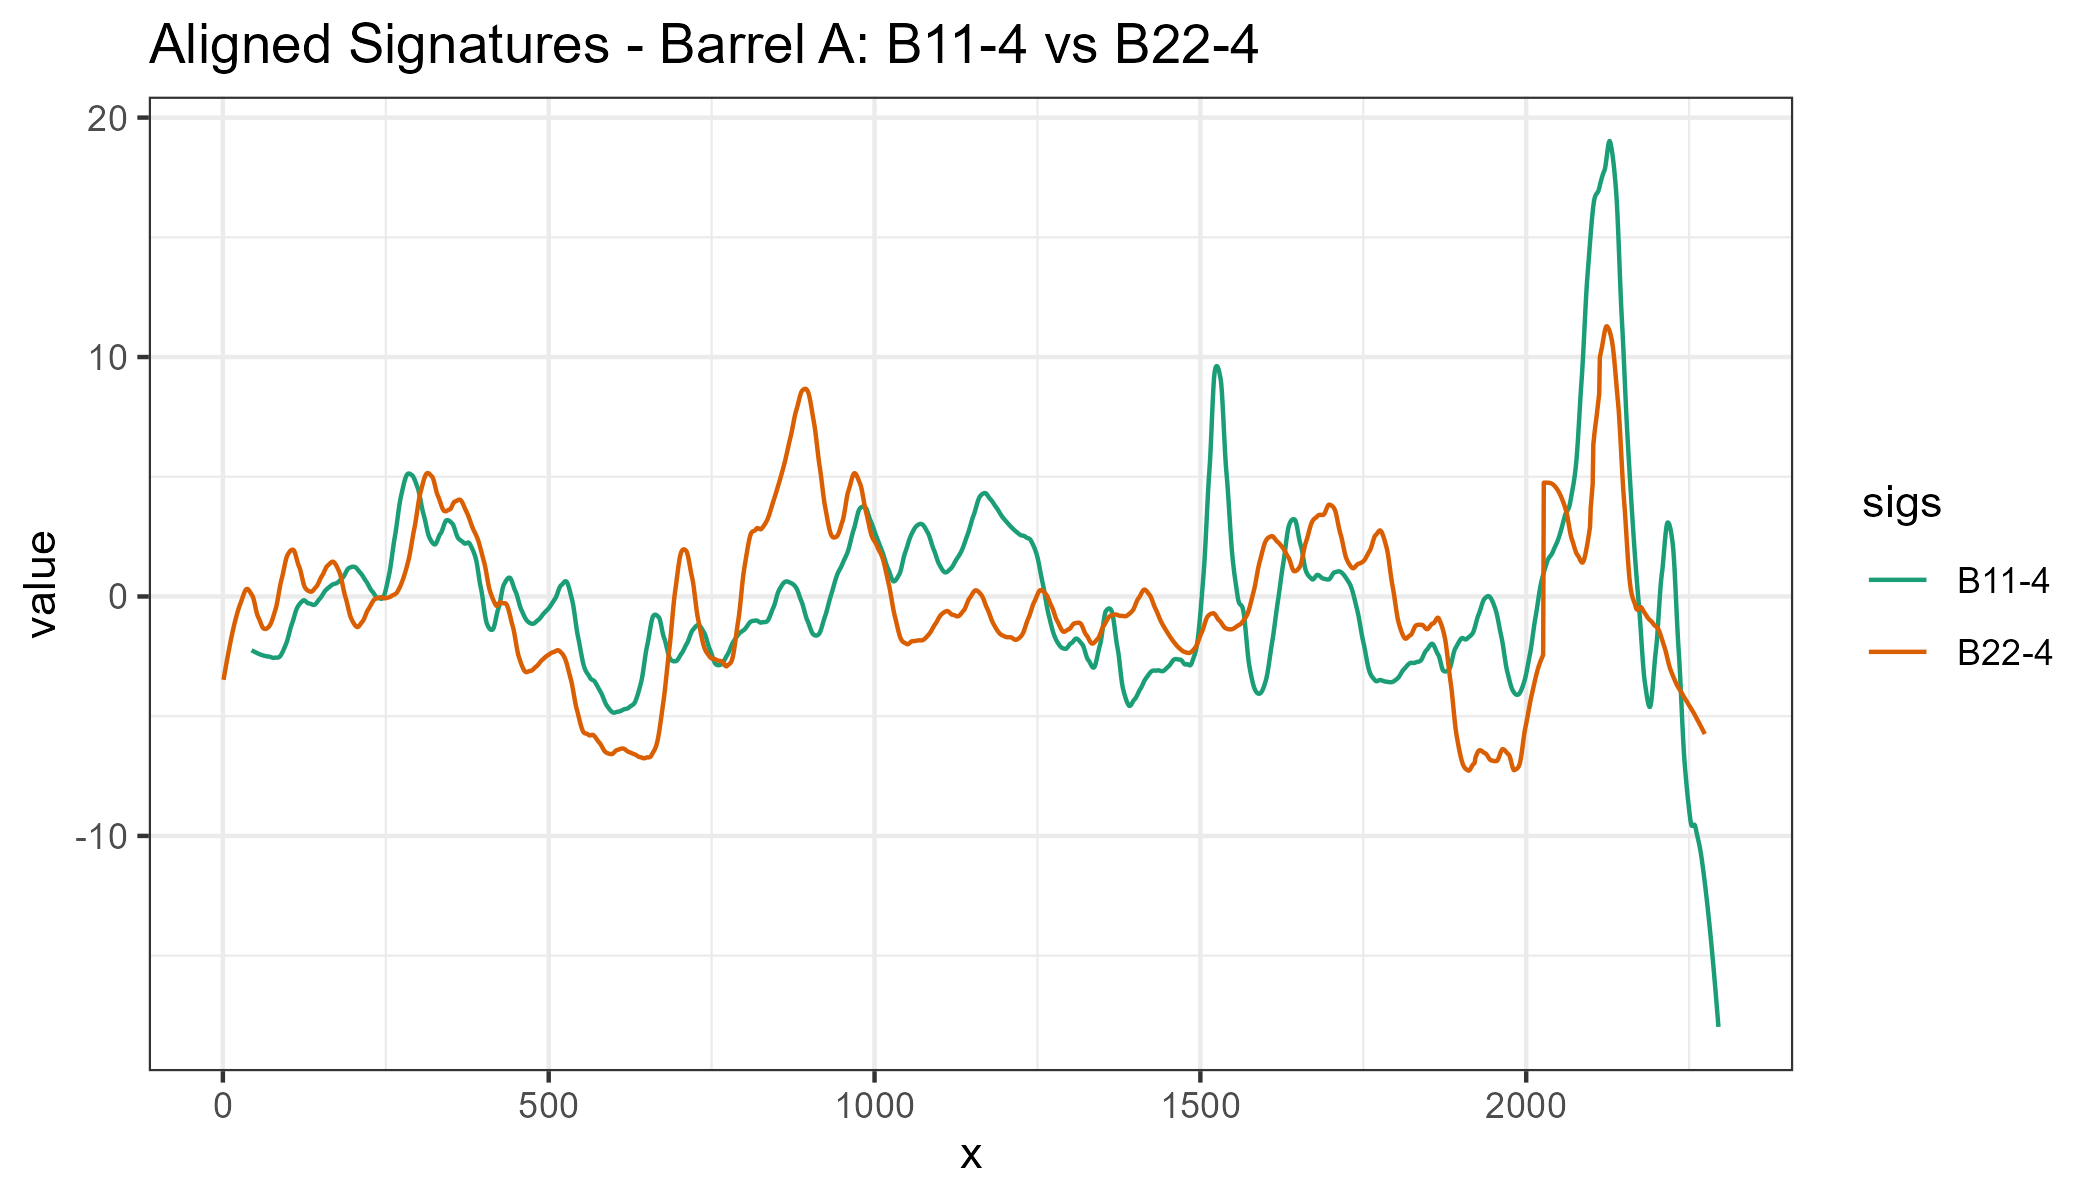 Aligned Signatures - Barrel A: B11-4 vs B22-4
20
10
0
-10
value
0 500 1000 1500 2000
x
sigs
B11-4
B22-4